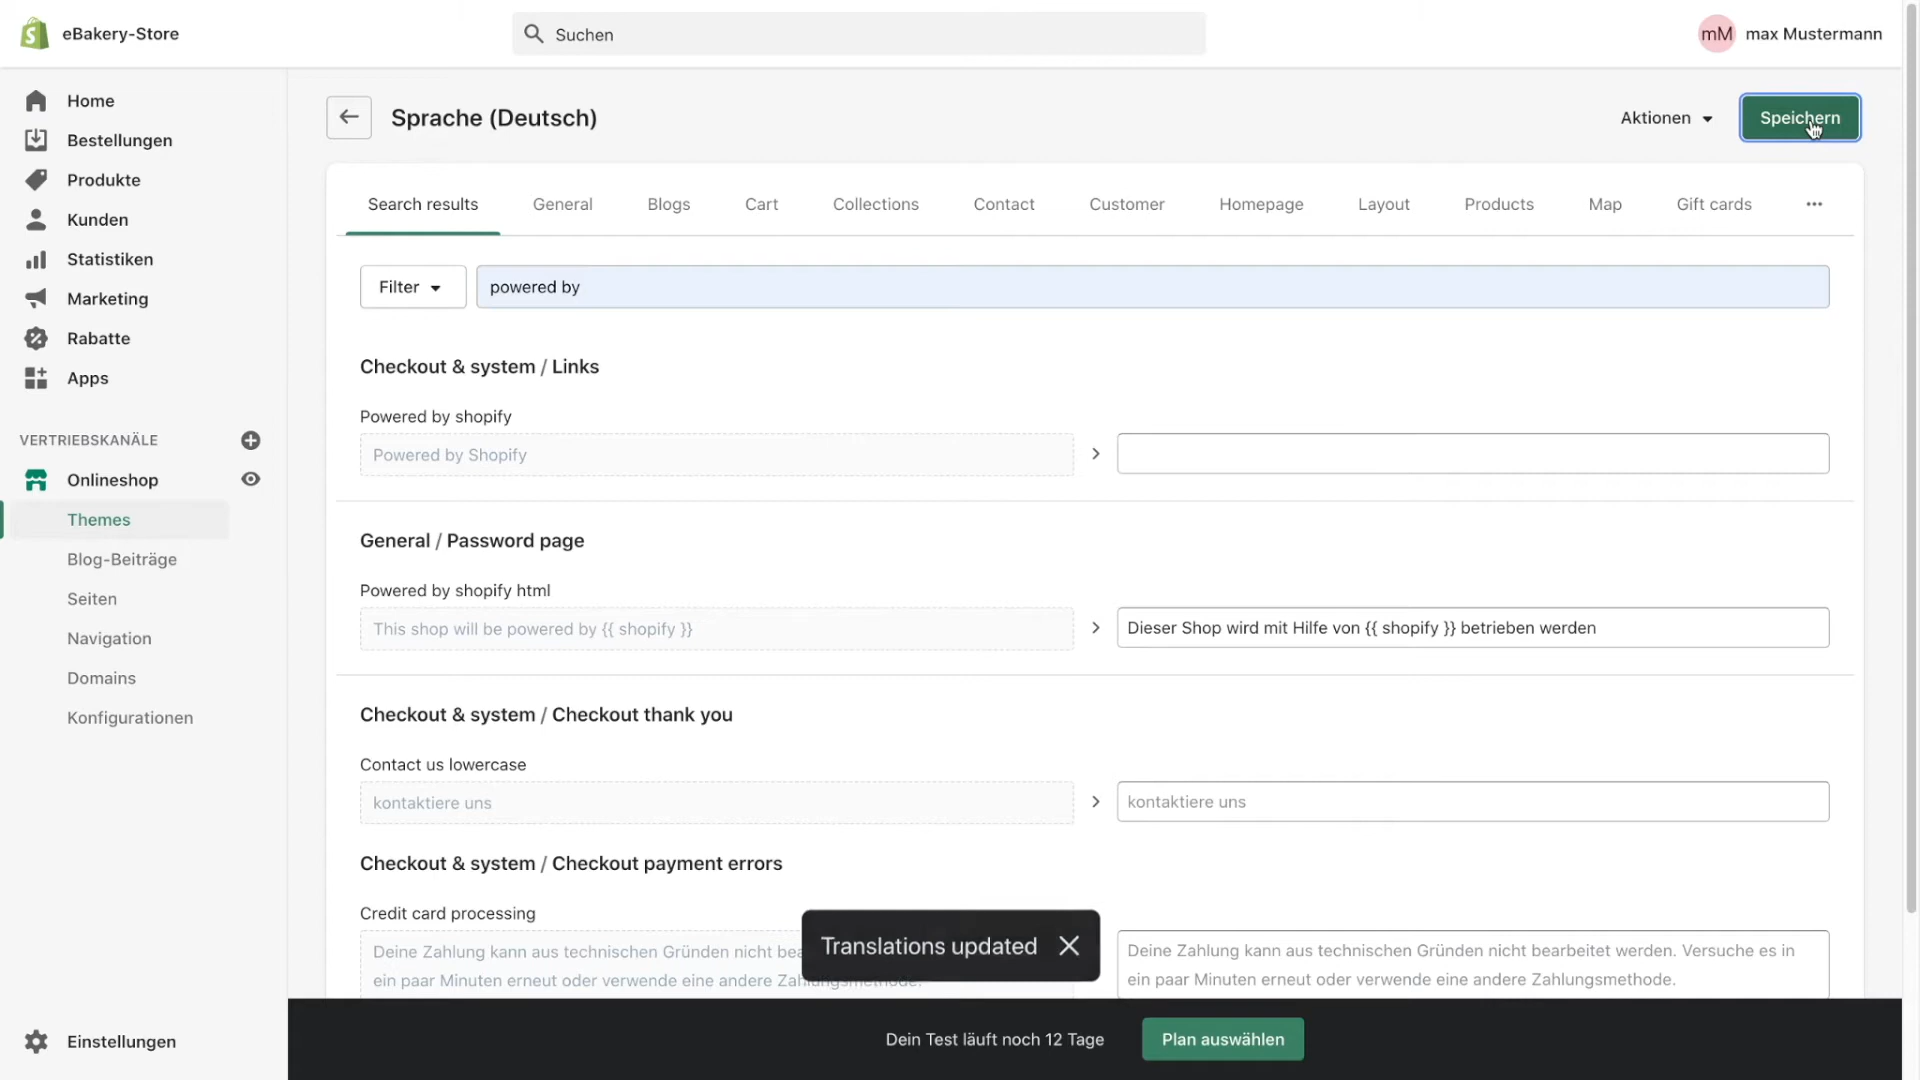 eBakery-Store
Suchen
mM max Mustermann
Home
Bestellungen
Produkte
Kunden
Statistiken
Marketing
Rabatte
Apps
VERTRIEBSKANÄLE
Onlineshop
Themes
Blog-Beiträge
Seiten
Navigation
Domains
Konfigurationen
Einstellungen
Sprache (Deutsch)
Aktionen
Speichern
Search results General Blogs Cart Collections Contact Customer Homepage Layout Products Map Gift cards ...
Filter
powered by
Checkout & system / Links
Powered by shopify
Powered by Shopify
General / Password page
Powered by shopify html
This shop will be powered by {{ shopify }}
Dieser Shop wird mit Hilfe von {{ shopify }} betrieben werden
Checkout & system / Checkout thank you
Contact us lowercase
kontaktiere uns
kontaktiere uns
Checkout & system / Checkout payment errors
Credit card processing
Deine Zahlung kann aus technischen Gründen nicht
ein paar Minuten erneut oder verwende eine andere
Deine Zahlung kann aus technischen Gründen nicht bearbeitet werden. Versuche es in
ein paar Minuten erneut oder verwende eine andere Zahlungsmethode.
Translations updated
Dein Test läuft noch 12 Tage
Plan auswählen